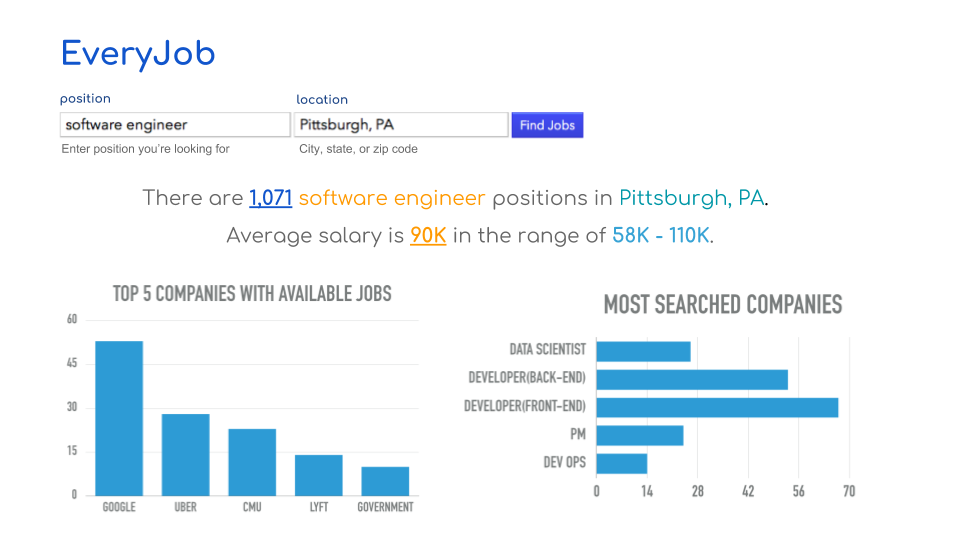 EveryJob
position
location
software engineer
Pittsburgh, PA
Find Jobs
Enter position you're looking for
City, state, or zip code
There are 1,071 software engineer positions in Pittsburgh, PA.
Average salary is 90K in the range of 58K - 110K.
TOP 5 COMPANIES WITH AVAILABLE JOBS
60
45
30
15
0
GOOGLE
UBER
CMU
LYFT
GOVERNMENT
MOST SEARCHED COMPANIES
DATA SCIENTIST
DEVELOPER(BACK-END)
DEVELOPER(FRONT-END)
PM
DEV OPS
0
14
28
42
56
70